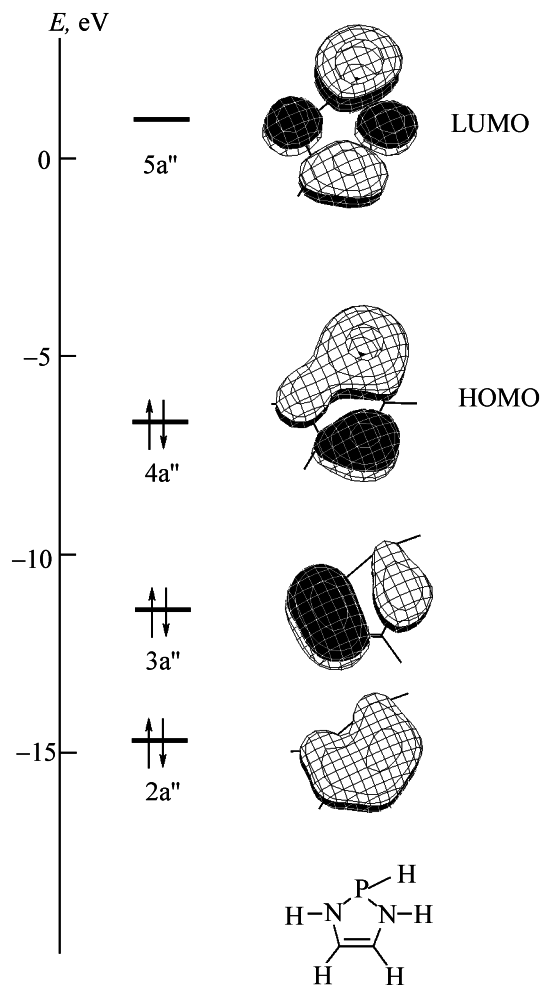 E, eV
LUMO
0
5a"
−5
HOMO
4a"
−10
3a"
−15
2a"
P H
H N N H
H H